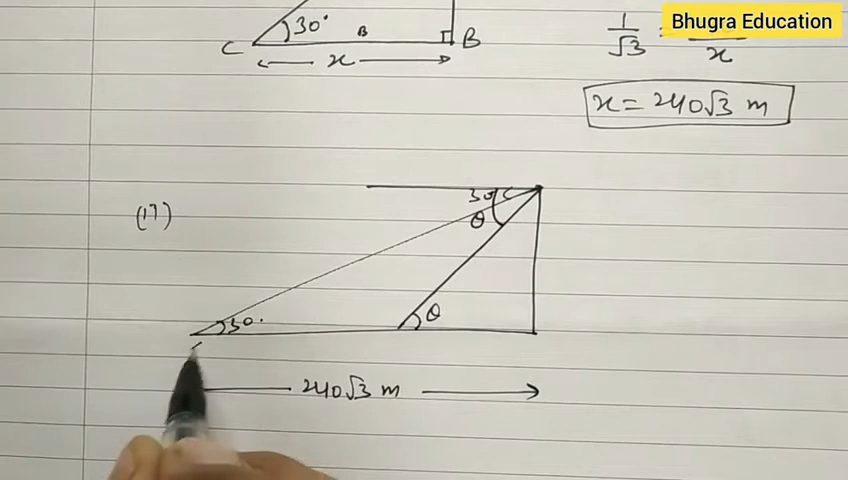 Bhugra Education
30°
B
C
B
x
1
√3
=
x
x = 240√3 m
(17)
30°
θ
30°
θ
240√3 m